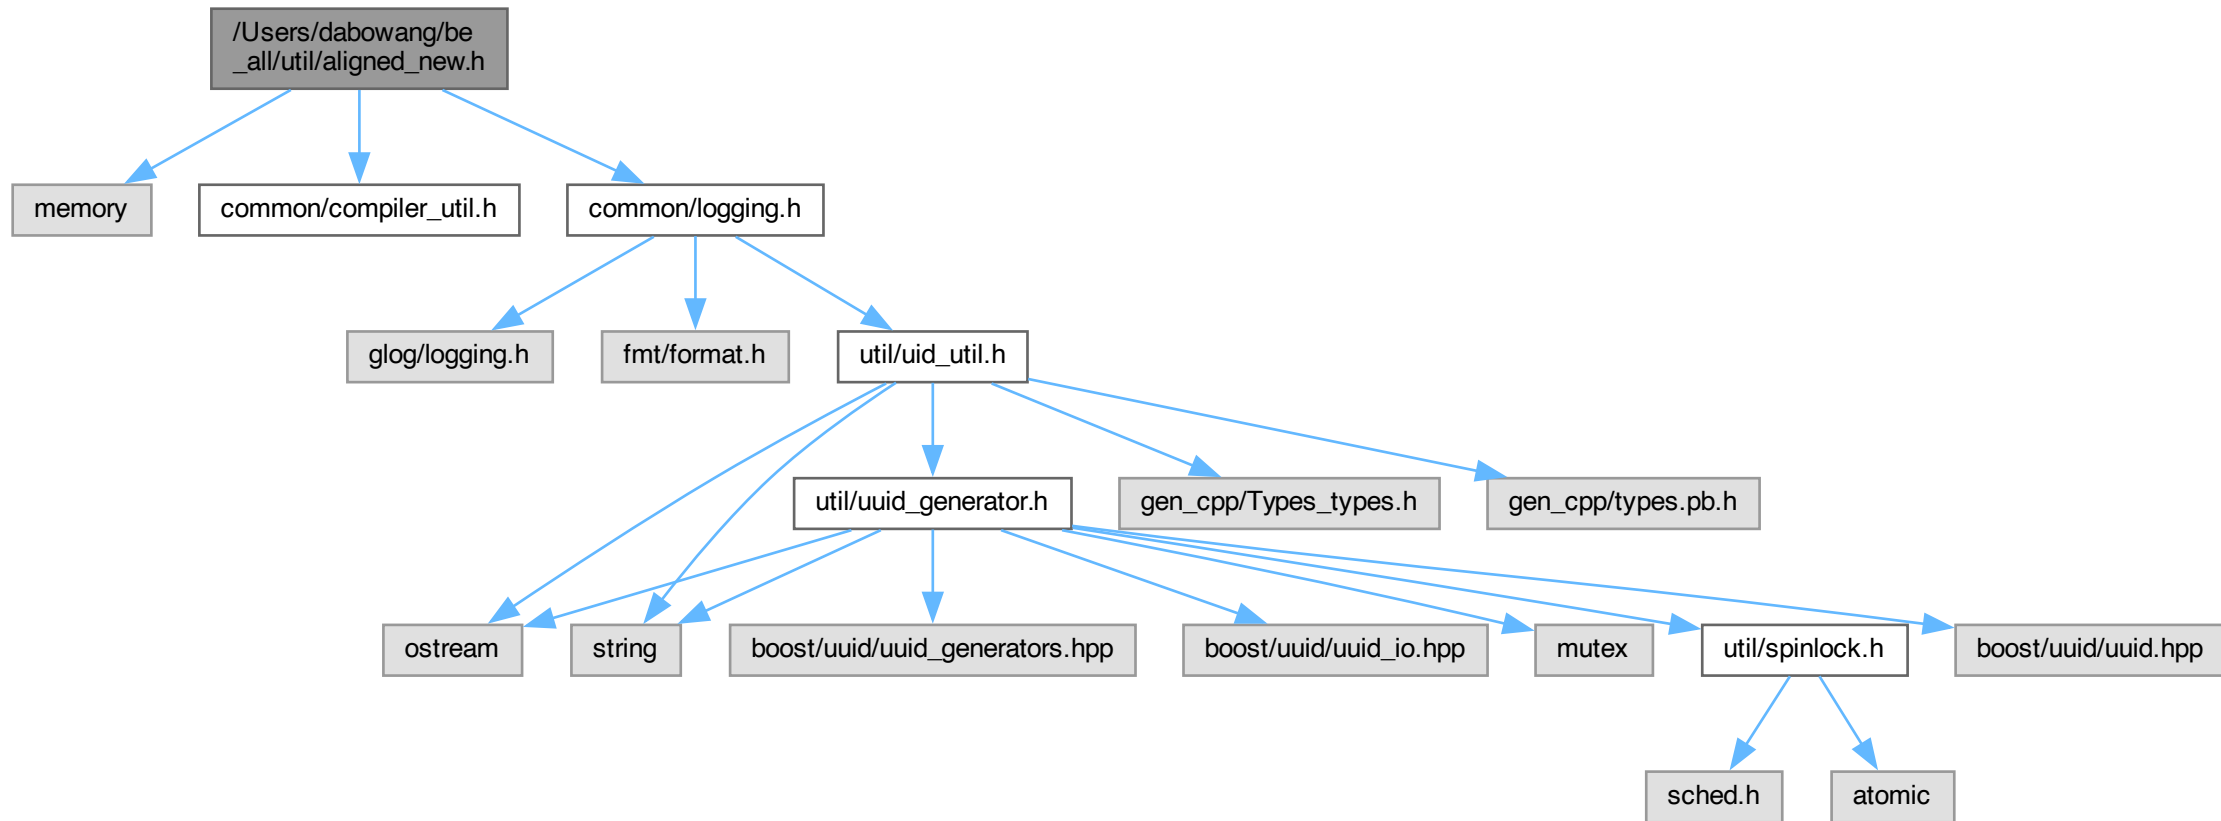 /Users/dabowang/be
_all/util/aligned_new.h
memory
common/compiler_util.h
common/logging.h
glog/logging.h
fmt/format.h
util/uid_util.h
util/uuid_generator.h
gen_cpp/Types_types.h
gen_cpp/types.pb.h
ostream
string
boost/uuid/uuid_generators.hpp
boost/uuid/uuid_io.hpp
mutex
util/spinlock.h
boost/uuid/uuid.hpp
sched.h
atomic